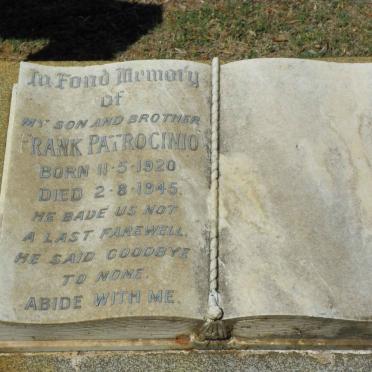 In Fond Memory
of
MY SON AND BROTHER
FRANK PATROCINIO
BORN 11-5-1920
DIED 2-8-1945.
HE BADE US NOT
A LAST FAREWELL.
HE SAID GOODBYE
TO NONE.
ABIDE WITH ME.